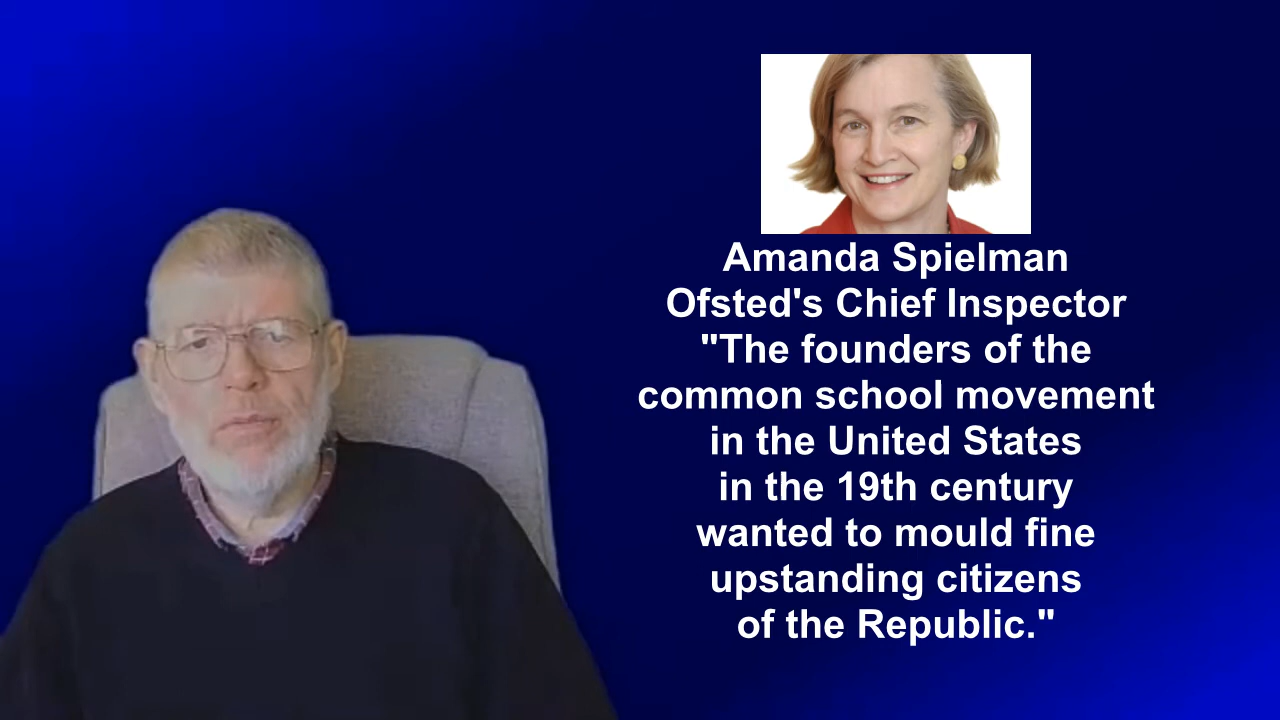 Amanda Spielman
Ofsted's Chief Inspector
"The founders of the
common school movement
in the United States
in the 19th century
wanted to mould fine
upstanding citizens
of the Republic."